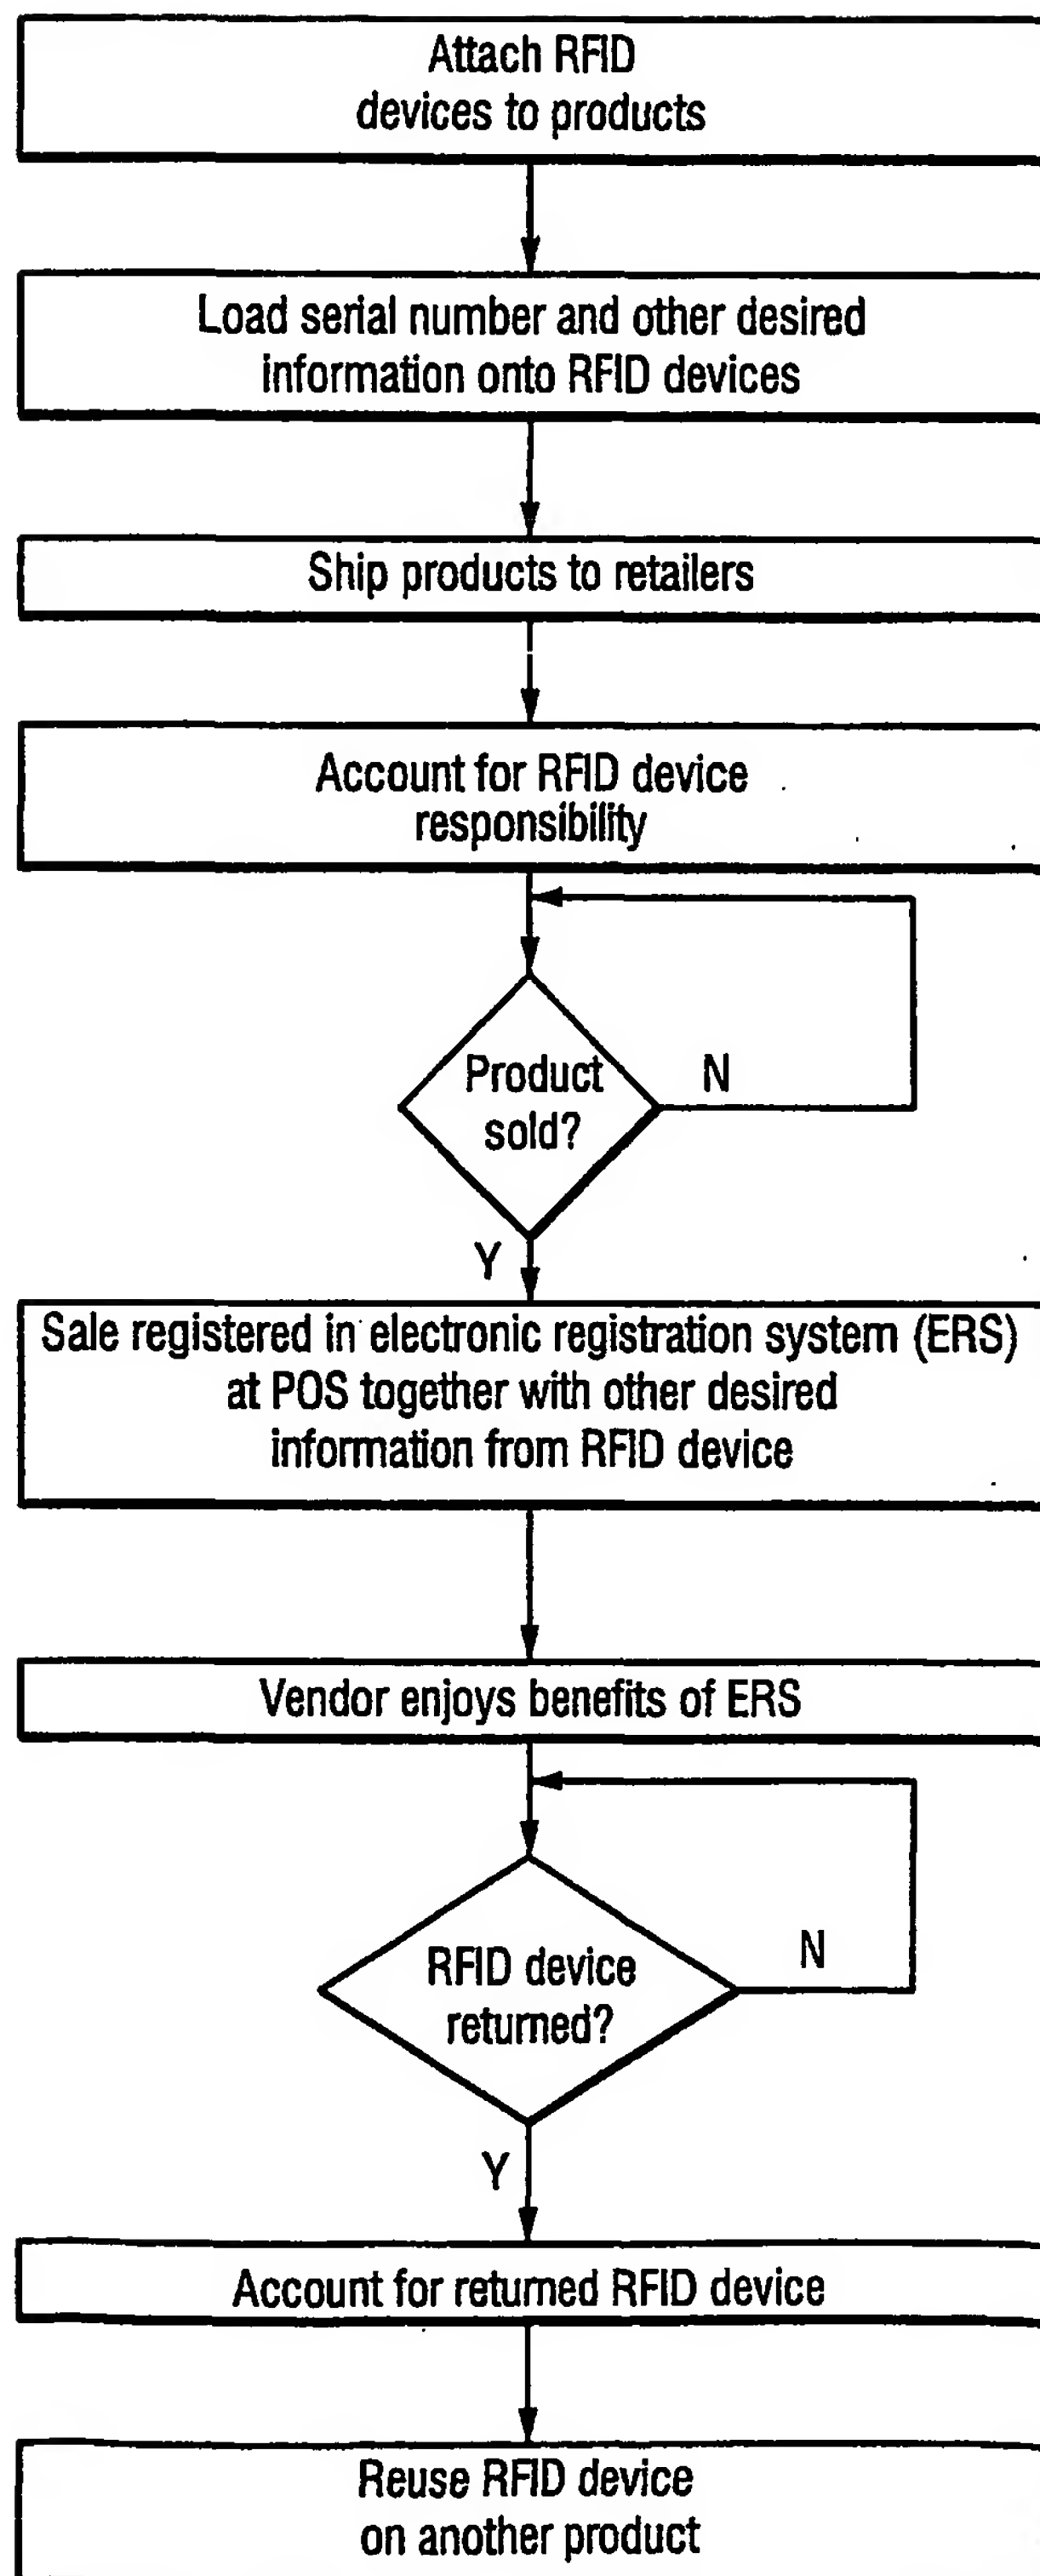 Attach RFID
devices to products
Load serial number and other desired
information onto RFID devices
Ship products to retailers
Account for RFID device
responsibility
Product
sold?
N
Y
Sale registered in electronic registration system (ERS)
at POS together with other desired
information from RFID device
Vendor enjoys benefits of ERS
RFID device
returned?
N
Y
Account for returned RFID device
Reuse RFID device
on another product